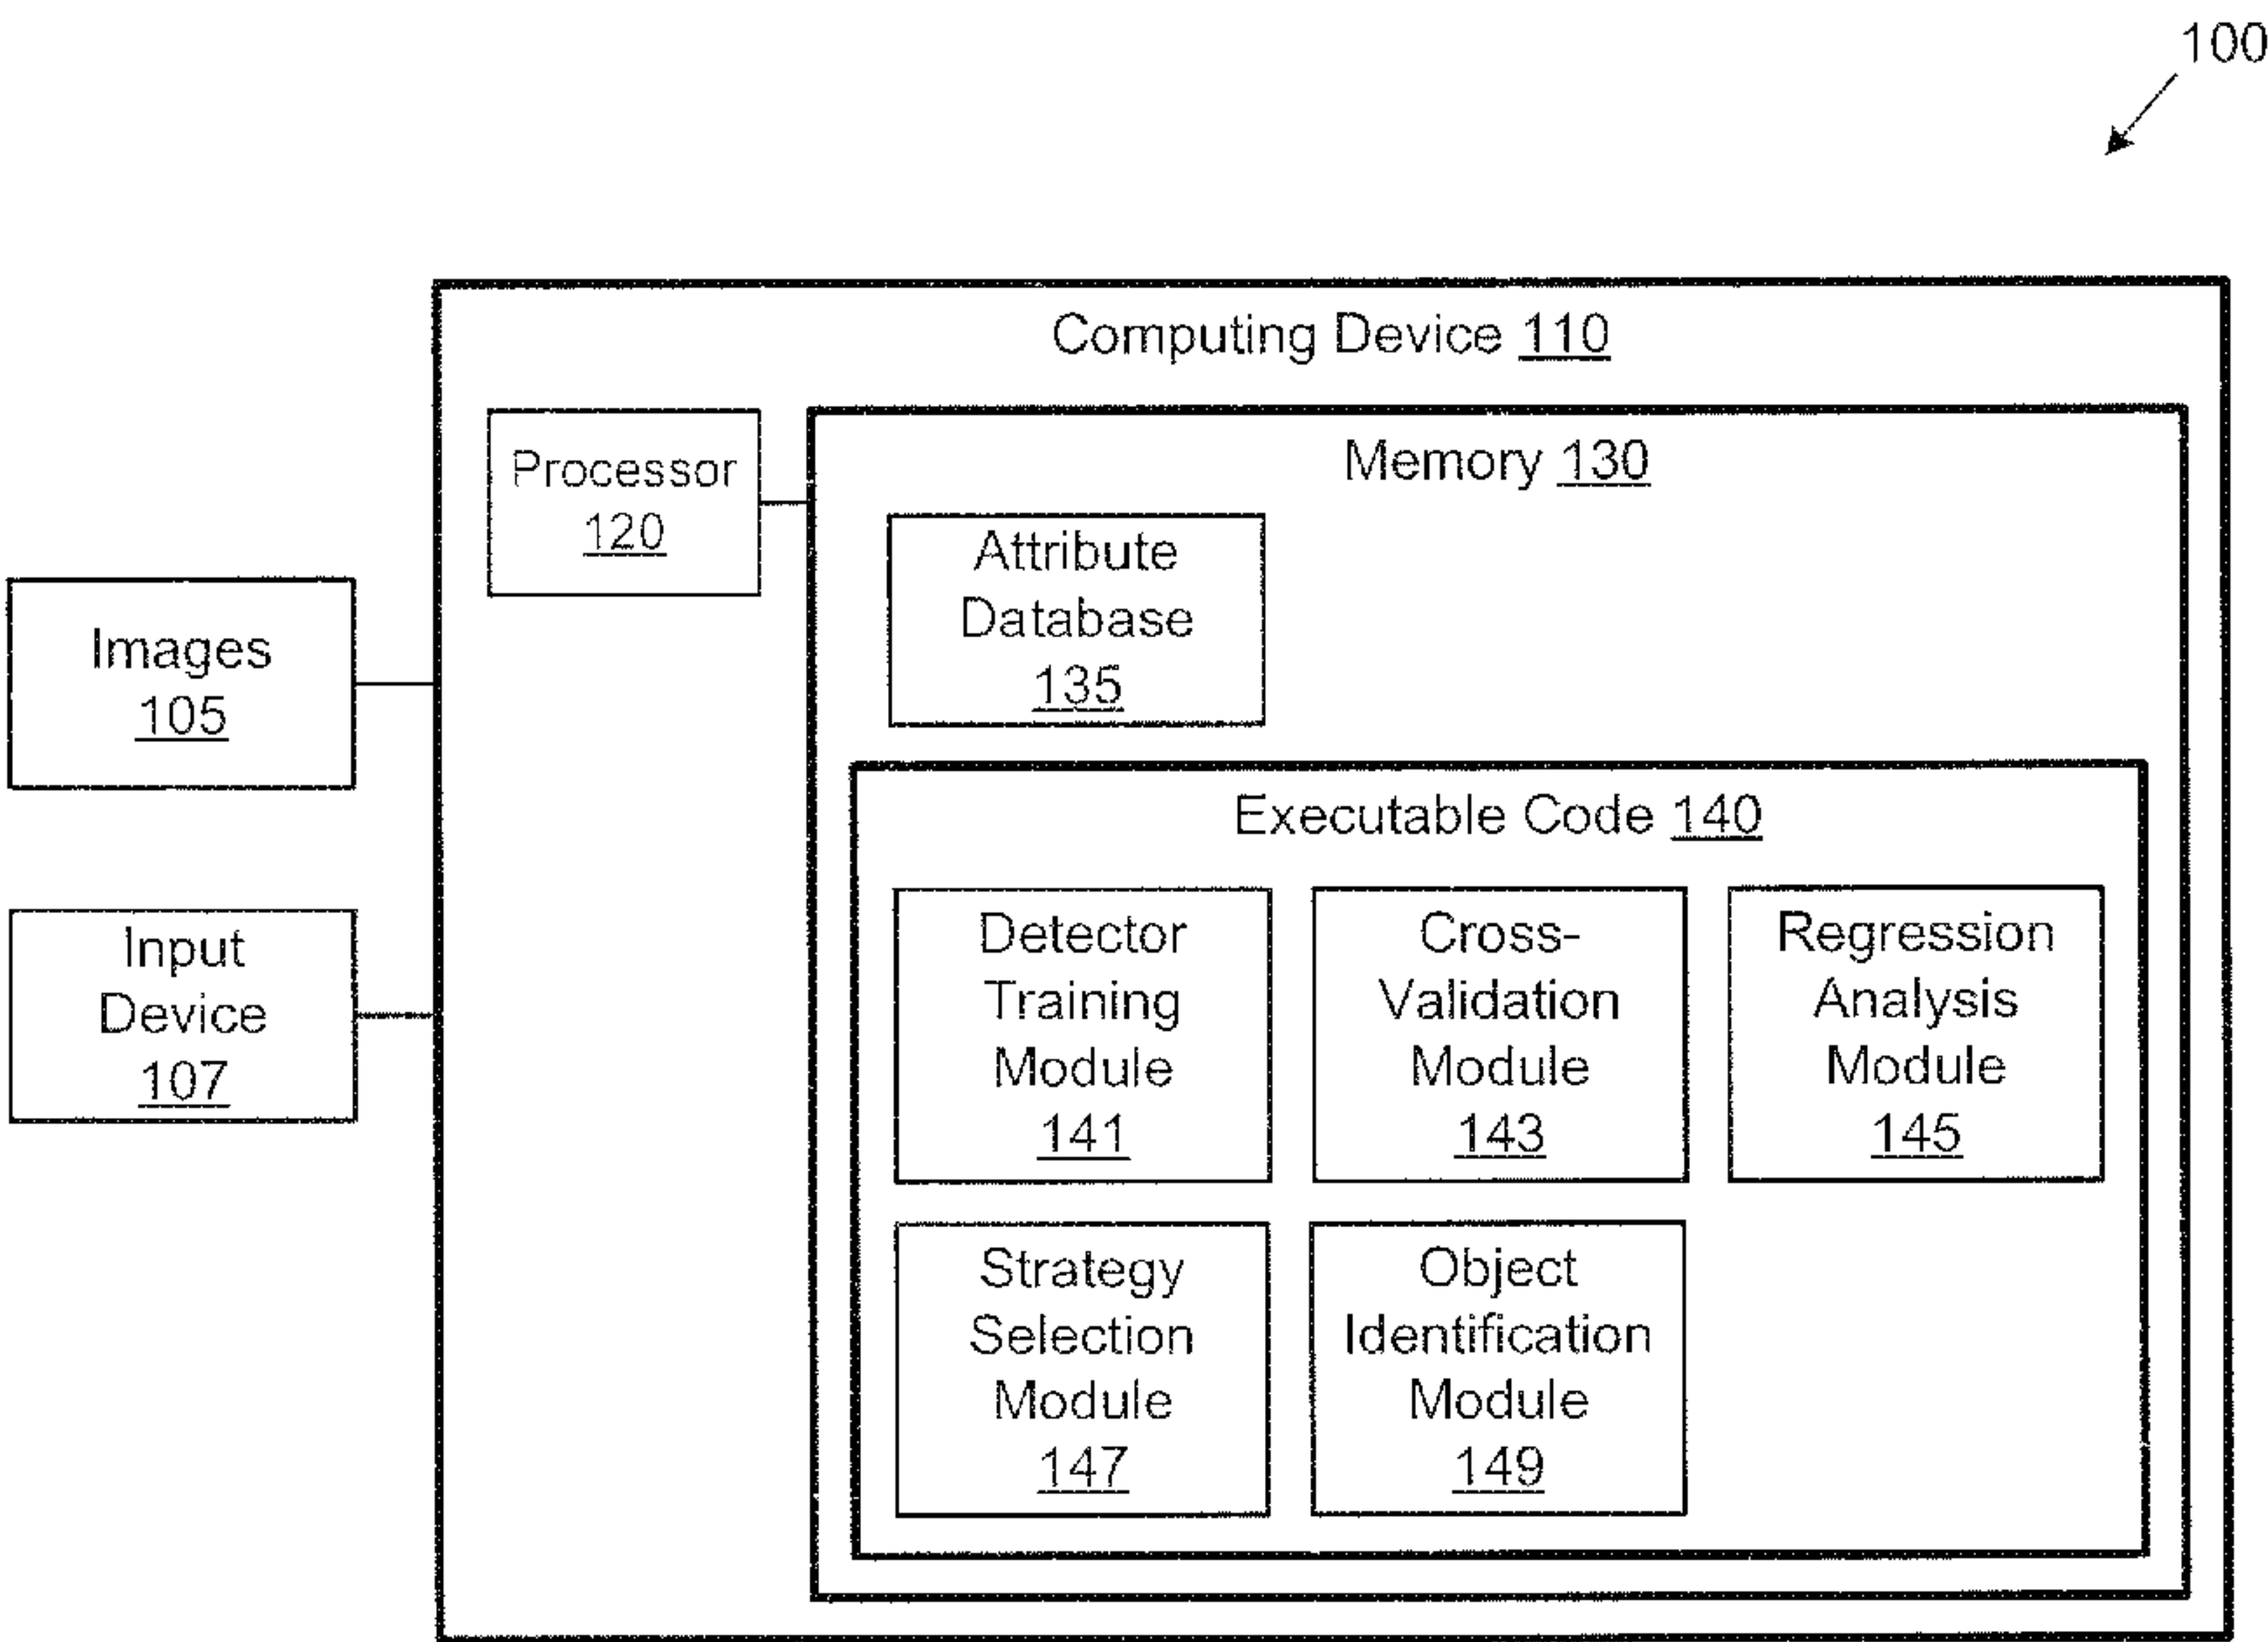 100
Computing Device 110
Processor
120
Memory 130
Attribute
Database
135
Images
105
Input
Device
107
Executable Code 140
Detector
Training
Module
141
Cross-
Validation
Module
143
Regression
Analysis
Module
145
Strategy
Selection
Module
147
Object
Identification
Module
149